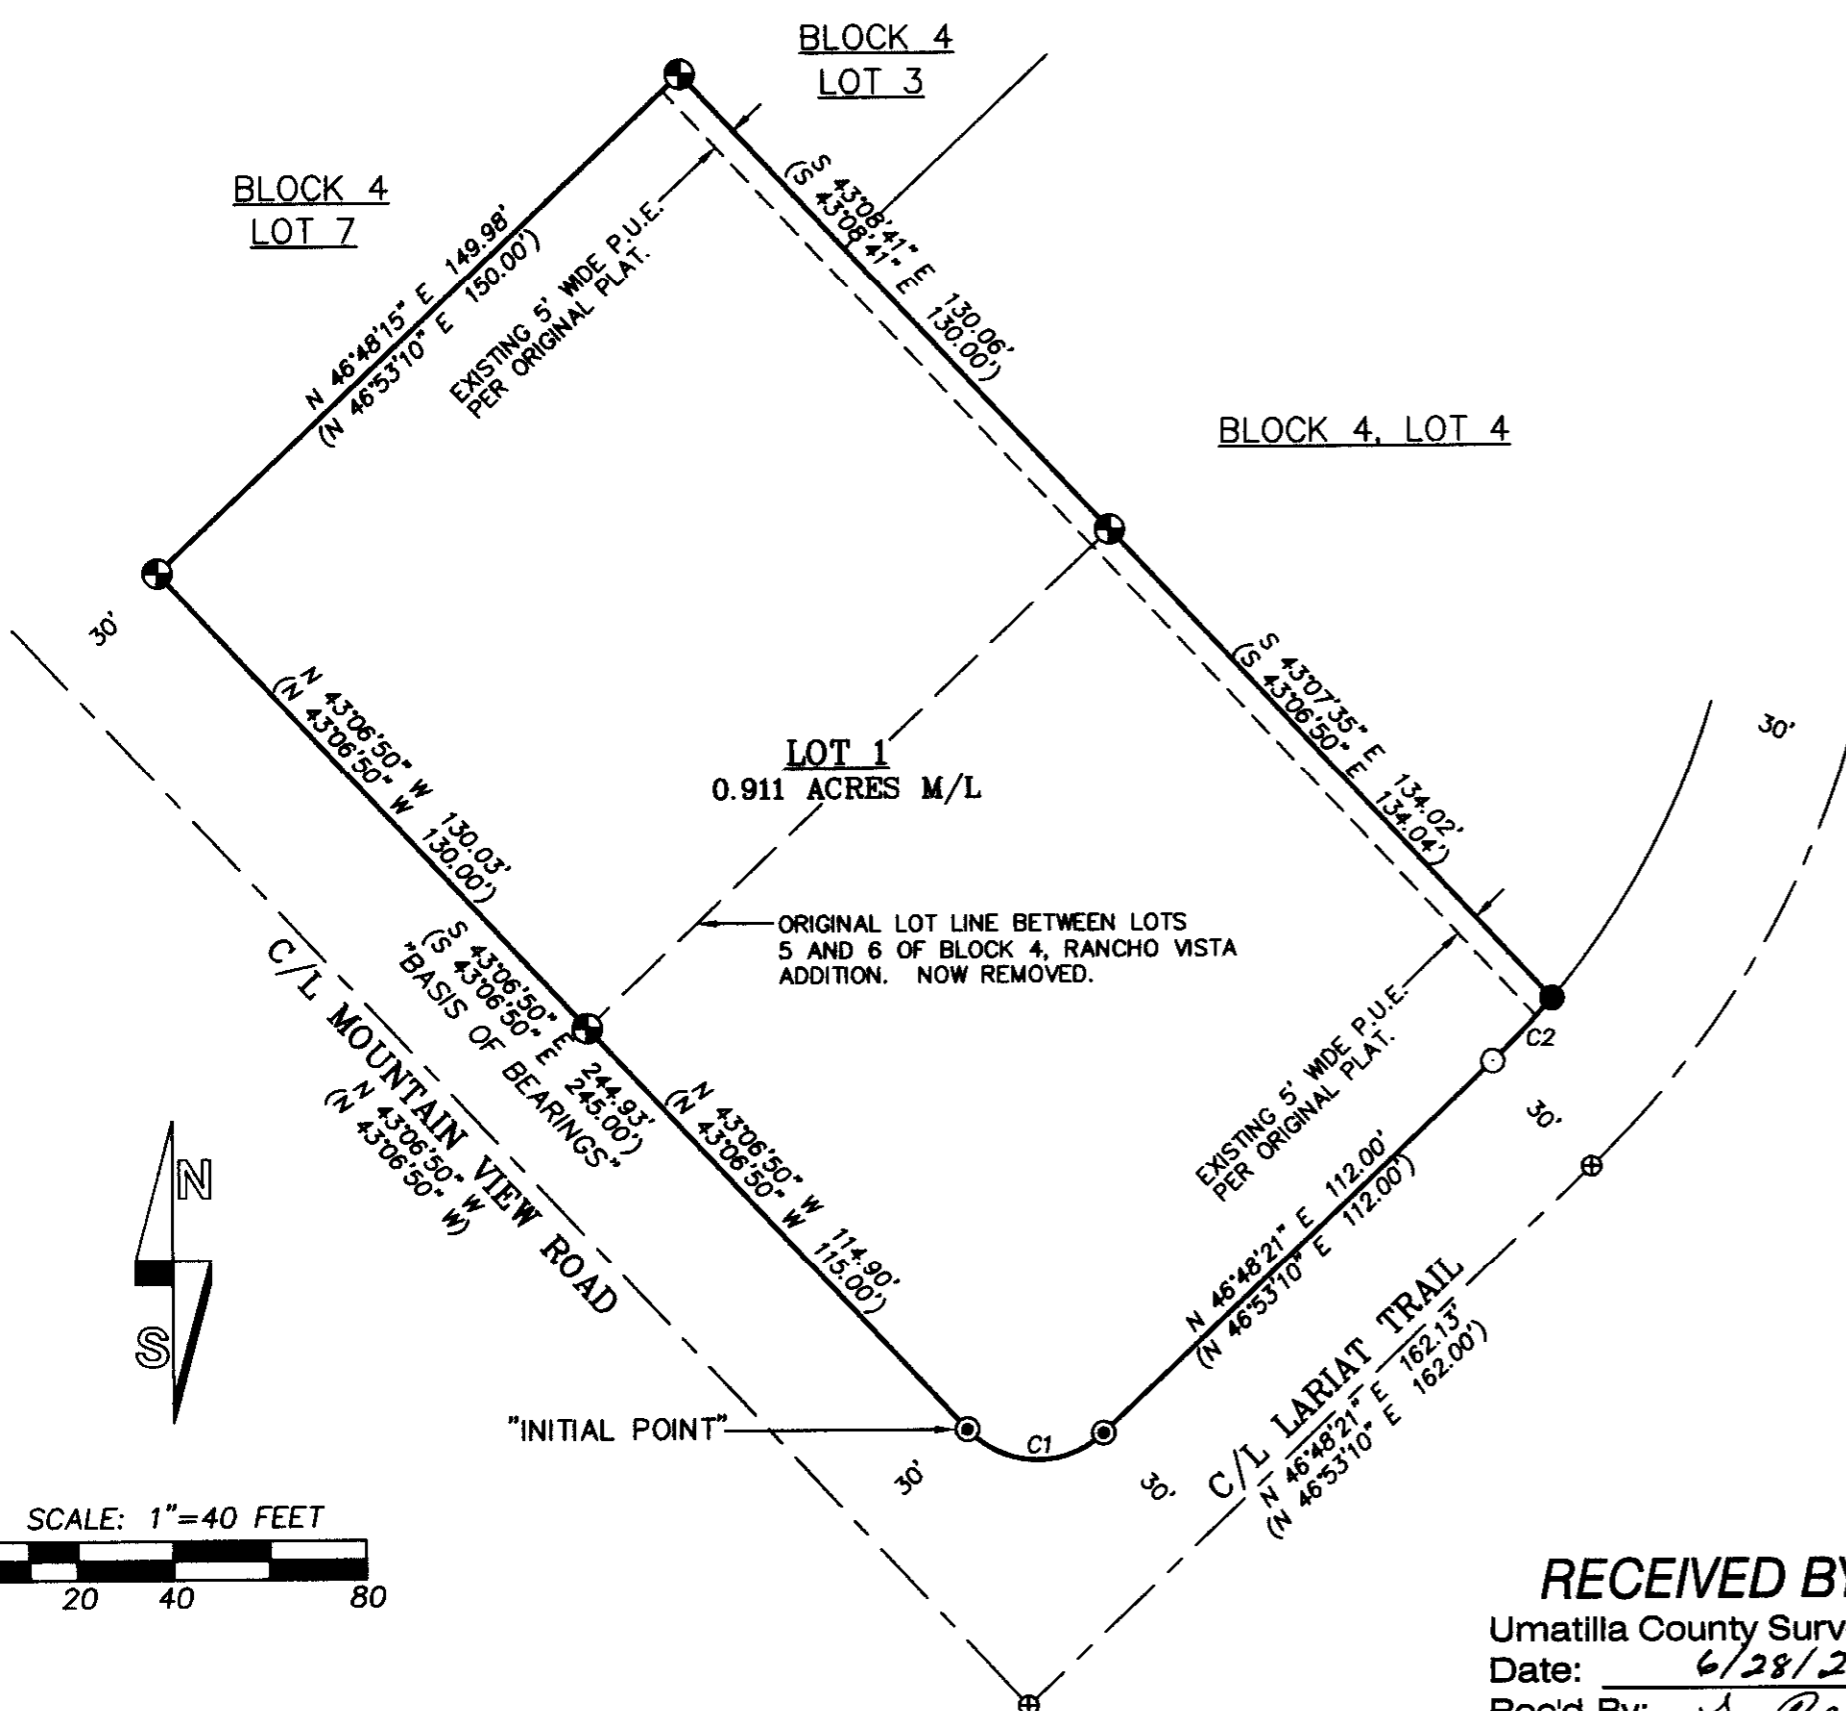 BLOCK 4
LOT 3
BLOCK 4
LOT 7
N 46°48'15" E 149.98'
(N 46°53'10" E 150.00')
EXISTING 5' WIDE P.U.E.
PER ORIGINAL PLAT.
S 43°08'41" E 130.06'
(S 43°08'41" E 130.00')
BLOCK 4, LOT 4
30'
N 43°06'50" W 130.03'
(N 43°06'50" W 130.00')
S 43°07'35" E 134.02'
(S 43°06'50" E 134.04')
30'
LOT 1
0.911 ACRES M/L
ORIGINAL LOT LINE BETWEEN LOTS
5 AND 6 OF BLOCK 4, RANCHO VISTA
ADDITION. NOW REMOVED.
S 43°06'50" E 244.93'
(S 43°06'50" E 245.00')
"BASIS OF BEARINGS"
C/L MOUNTAIN VIEW ROAD
N 43°06'50" W
(N 43°06'50" W)
N 43°06'50" W 114.90'
(N 43°06'50" W 115.00')
EXISTING 5' WIDE P.U.E.
PER ORIGINAL PLAT.
C2
30'
N 46°48'21" E 112.00'
(N 46°53'10" E 112.00')
N
S
C/L LARIAT TRAIL
N 46°48'21" E 162.13'
(N 46°53'10" E 162.00')
"INITIAL POINT"
C1
30'
30'
SCALE: 1"=40 FEET
20 40 80
RECEIVED BY
Umatilla County Surv
Date: 6/28/2
Rec'd By: